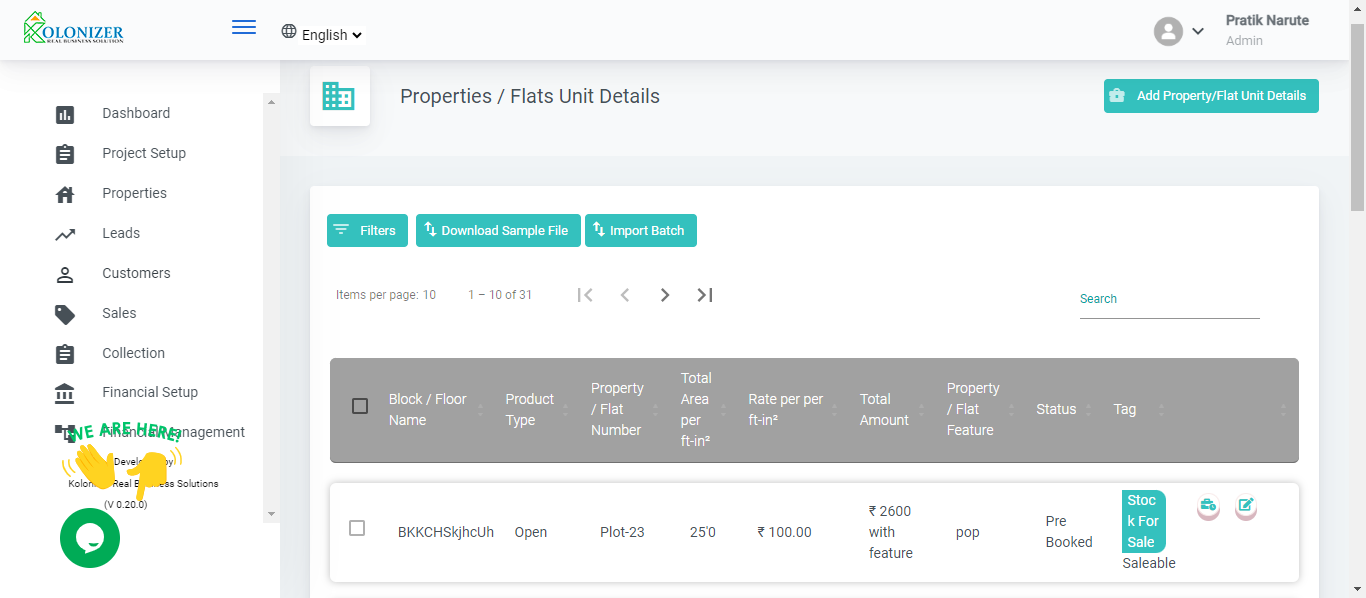 KOLONIZER
REAL BUSINESS SOLUTION
English
Pratik Narute
Admin
Dashboard
Project Setup
Properties
Leads
Customers
Sales
Collection
Financial Setup
Financial Management
WE ARE HERE!
Developed by
Kolonizer Real Business Solutions
(V 0.20.0)
Properties / Flats Unit Details
Add Property/Flat Unit Details
Filters
Download Sample File
Import Batch
Items per page: 10
1 – 10 of 31
Search
Block / Floor
Name
Product
Type
Property
/ Flat
Number
Total
Area
per
ft-in²
Rate per per
ft-in²
Total
Amount
Property
/ Flat
Feature
Status
Tag
BKKCHSkjhcUh
Open
Plot-23
25'0
₹ 100.00
₹ 2600
with
feature
pop
Pre
Booked
Stoc
k For
Sale
Saleable